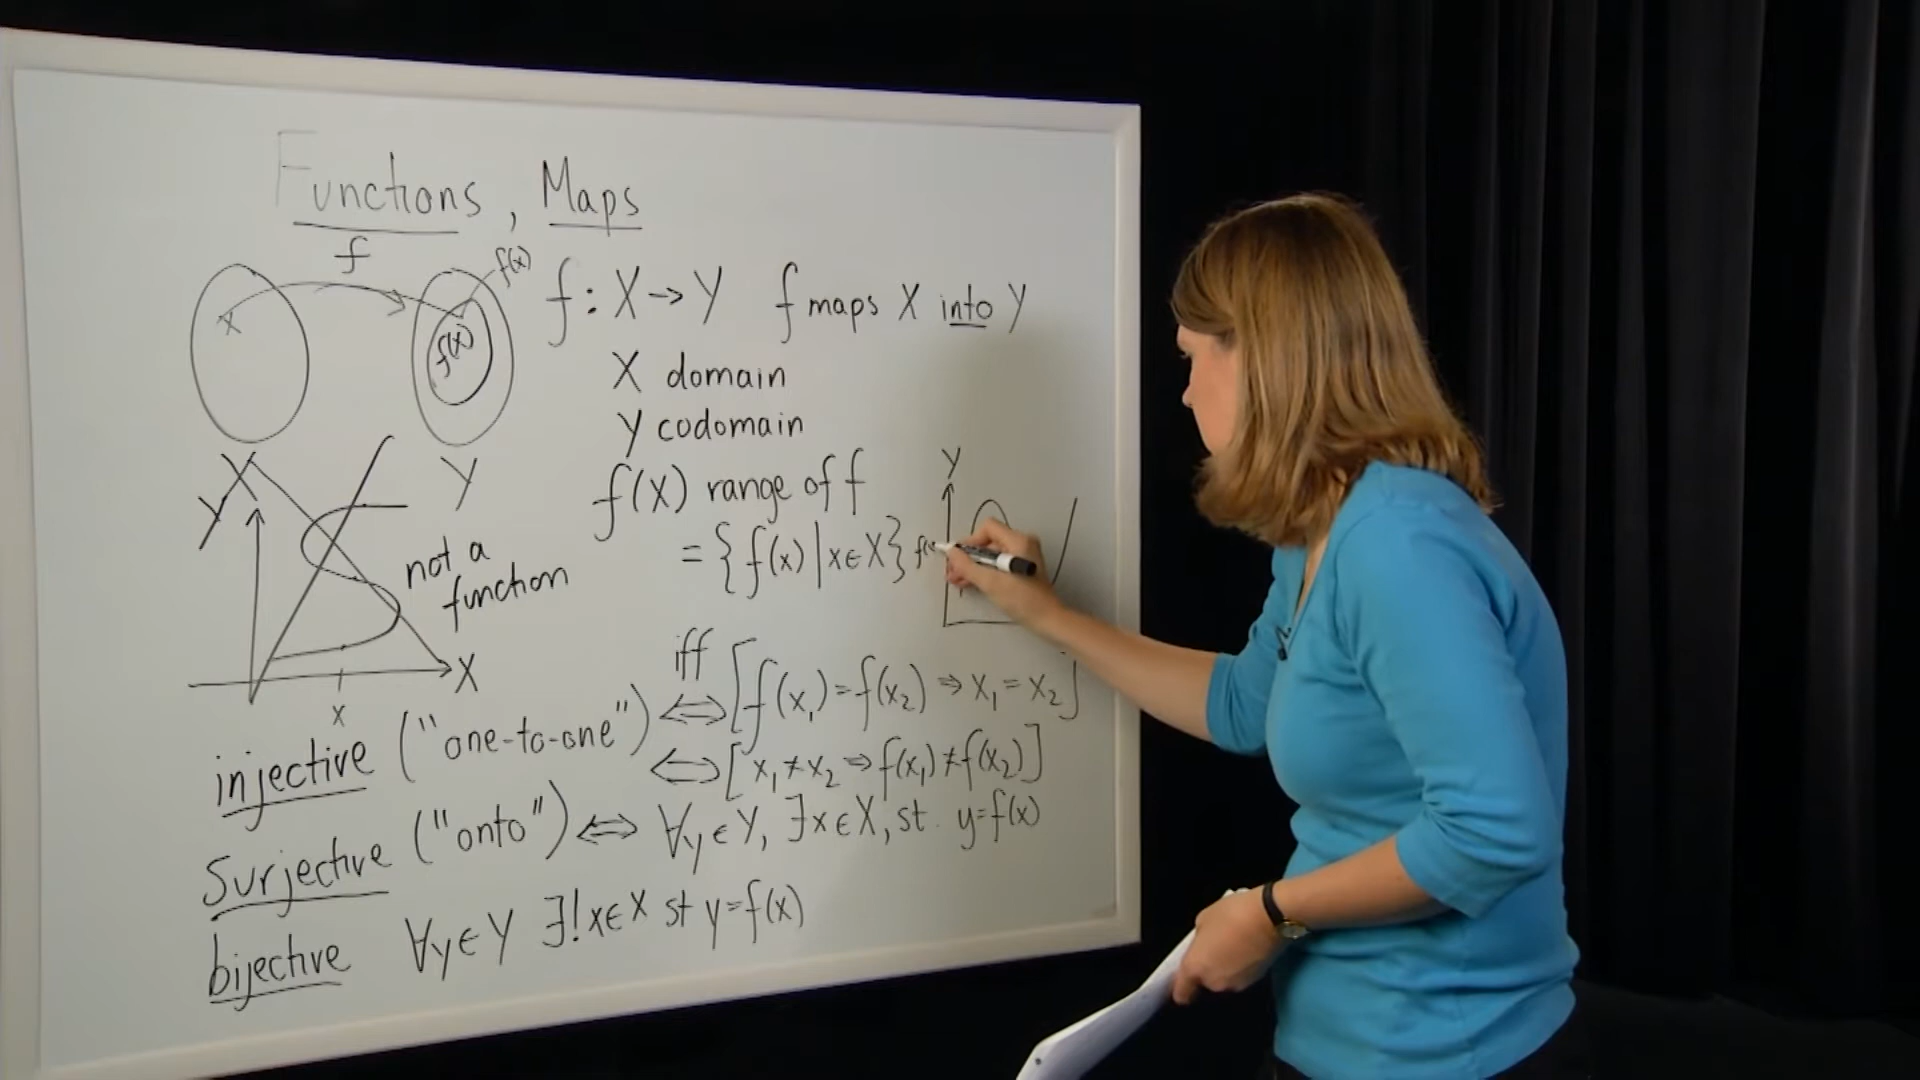 Functions, Maps
f
f(x)
f: X → Y f maps X into Y
x
f(X)
X domain
Y codomain
X
Y
f(X) range of f
= {f(x) | x ∈ X}
Y
Y
not a
function
X
x
injective ("one-to-one") iff ⇔ [f(x₁) = f(x₂) ⇒ x₁ = x₂]
⇔ [x₁ ≠ x₂ ⇒ f(x₁) ≠ f(x₂)]
Surjective ("onto") ⇔ ∀y ∈ Y, ∃x ∈ X, st. y = f(x)
bijective ∀y ∈ Y ∃! x ∈ X st y = f(x)